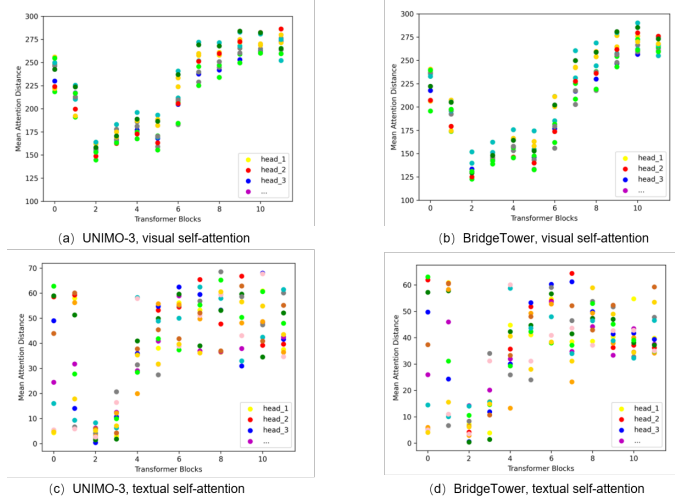 300
275
250
225
200
175
150
125
100
Mean Attention Distance
0 2 4 6 8 10
Transformer Blocks
head_1
head_2
head_3
...
(a) UNIMO-3, visual self-attention
300
275
250
225
200
175
150
125
100
Mean Attention Distance
0 2 4 6 8 10
Transformer Blocks
head_1
head_2
head_3
...
(b) BridgeTower, visual self-attention
70
60
50
40
30
20
10
0
Mean Attention Distance
0 2 4 6 8 10
Transformer Blocks
head_1
head_2
head_3
...
(c) UNIMO-3, textual self-attention
60
50
40
30
20
10
0
Mean Attention Distance
0 2 4 6 8 10
Transformer Blocks
head_1
head_2
head_3
...
(d) BridgeTower, textual self-attention